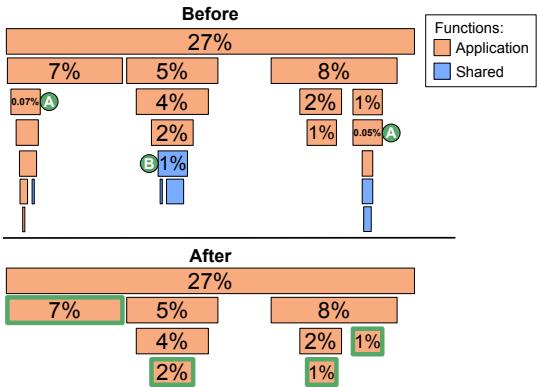 Before
Functions:
Application
Shared
27%
7% 5% 8%
0.07% A 4% 2% 1%
2% 1% 0.05% A
B 1%
After
27%
7% 5% 8%
4% 2% 1%
2% 1%